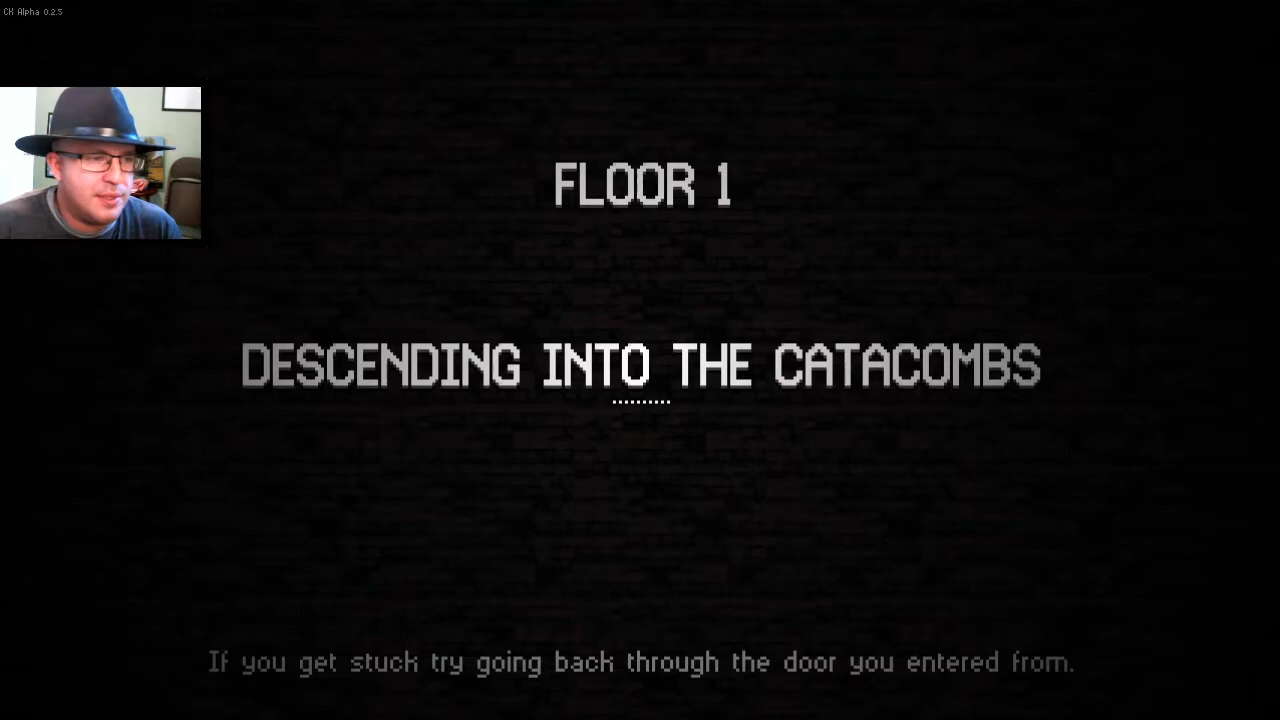 CK Alpha 0.2.5
FLOOR 1
DESCENDING INTO THE CATACOMBS
If you get stuck try going back through the door you entered from.